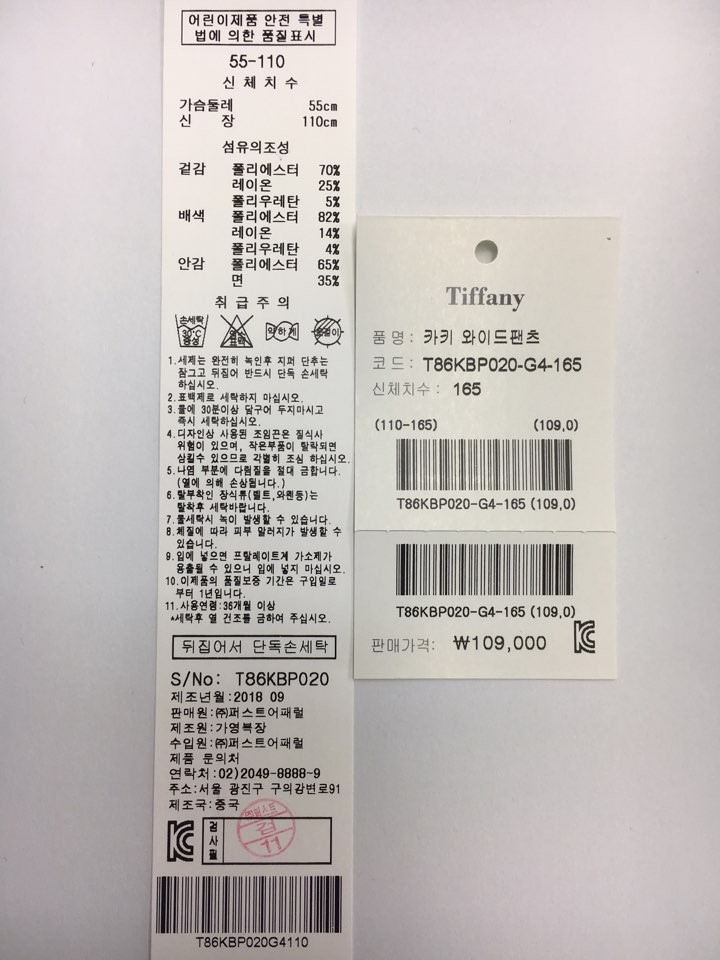 어린이제품 안전 특별
법에 의한 품질표시
55-110
신 체 치 수
가슴둘레 55cm
신 장 110cm
섬유의조성
겉감 폴리에스터 70%
레이온 25%
폴리우레탄 5%
배색 폴리에스터 82%
레이온 14%
폴리우레탄 4%
안감 폴리에스터 65%
면 35%
취 급 주 의
손세탁
30℃
중성
염소
표백
약하게
1.세제는 완전히 녹인후 지퍼 단추는
잠그고 뒤집어 반드시 단독 손세탁
하십시오.
2.표백제로 세탁하지 마십시오.
3.물에 30분이상 담구어 두지마시고
즉시 세탁하십시오.
4.디자인상 사용된 조임끈은 질식사
위험이 있으며, 작은부품이 탈락되면
삼킬수 있으므로 각별히 조심 하십시오.
5.나염 부분에 다림질을 절대 금합니다.
(열에 의해 손상됩니다.)
6.탈부착인 장식류(벨트,와펜등)는
탈착후 세탁바랍니다.
7.물세탁시 녹이 발생할 수 있습니다.
8.체질에 따라 피부 알러지가 발생할 수
있습니다.
9.입에 넣으면 프탈레이트계 가소제가
용출될 수 있으니 입에 넣지 마십시오.
10.이제품의 품질보증 기간은 구입일로
부터 1년입니다.
11.사용연령:36개월 이상
*세탁후 열 건조를 금하여 주십시오.
뒤집어서 단독손세탁
S/No: T86KBP020
제조년월:2018 09
판매원:㈜퍼스트어패럴
제조원:가영복장
수입원:㈜퍼스트어패럴
제품 문의처
연락처:02)2049-8888~9
주소:서울 광진구 구의강변로91
제조국:중국
검
사
필
검
11
T86KBP020G4110
Tiffany
품 명: 카키 와이드팬츠
코 드: T86KBP020-G4-165
신체치수: 165
(110-165) (109,0)
T86KBP020-G4-165 (109,0)
T86KBP020-G4-165 (109,0)
판매가격: ₩109,000